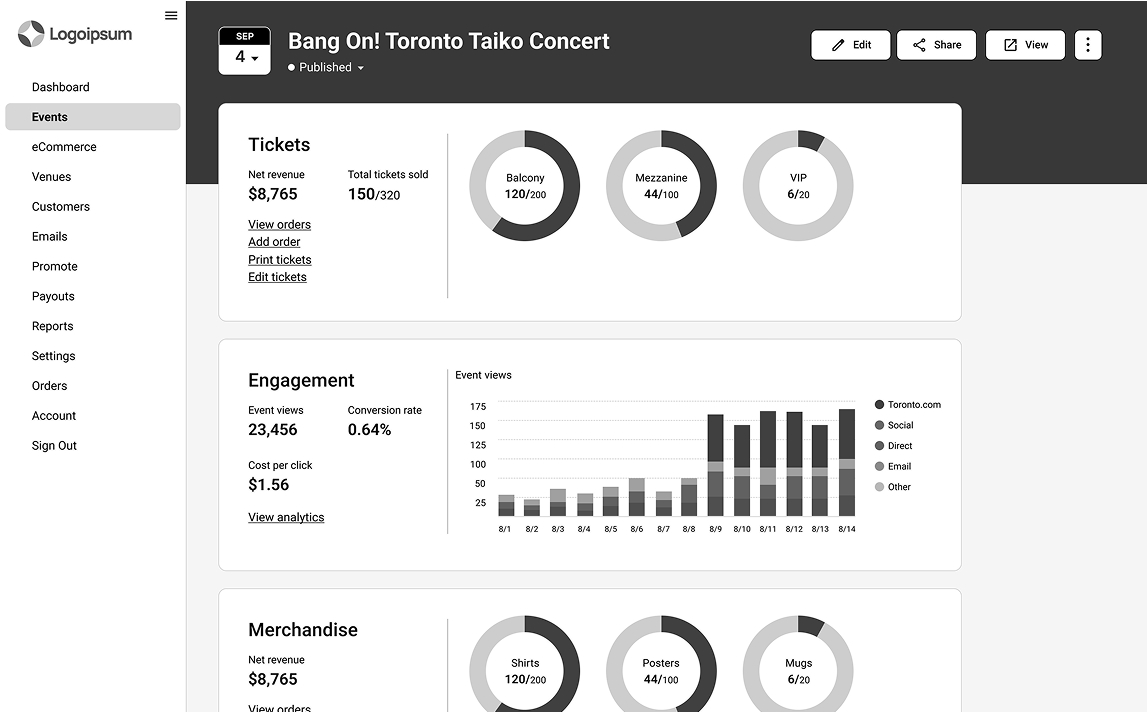 Logoipsum
Dashboard
Events
eCommerce
Venues
Customers
Emails
Promote
Payouts
Reports
Settings
Orders
Account
Sign Out
SEP
4
Bang On! Toronto Taiko Concert
Published
Edit
Share
View
Tickets
Net revenue
$8,765
Total tickets sold
150/320
View orders
Add order
Print tickets
Edit tickets
Balcony
120/200
Mezzanine
44/100
VIP
6/20
Engagement
Event views
23,456
Conversion rate
0.64%
Cost per click
$1.56
View analytics
Event views
175
150
125
100
50
25
8/1 8/2 8/3 8/4 8/5 8/6 8/7 8/8 8/9 8/10 8/11 8/12 8/13 8/14
Toronto.com
Social
Direct
Email
Other
Merchandise
Net revenue
$8,765
View orders
Shirts
120/200
Posters
44/100
Mugs
6/20